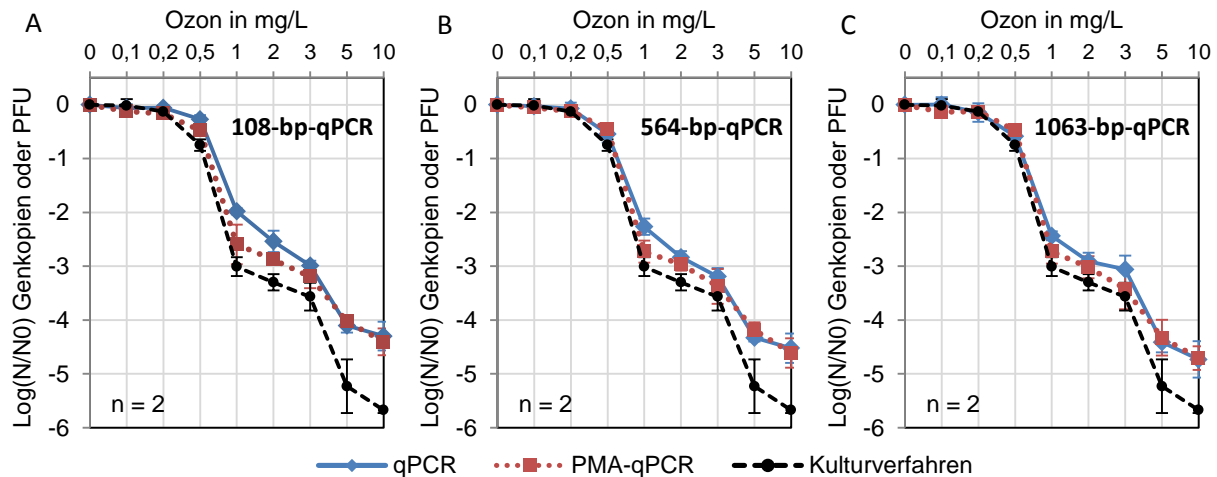 A
Ozon in mg/L
0 0,1 0,2 0,5 1 2 3 5 10
Log(N/N0) Genkopien oder PFU
0
-1
-2
-3
-4
-5
-6
108-bp-qPCR
n = 2
B
Ozon in mg/L
0 0,1 0,2 0,5 1 2 3 5 10
Log(N/N0) Genkopien oder PFU
0
-1
-2
-3
-4
-5
-6
564-bp-qPCR
n = 2
C
Ozon in mg/L
0 0,1 0,2 0,5 1 2 3 5 10
Log(N/N0) Genkopien oder PFU
0
-1
-2
-3
-4
-5
-6
1063-bp-qPCR
n = 2
qPCR PMA-qPCR Kulturverfahren